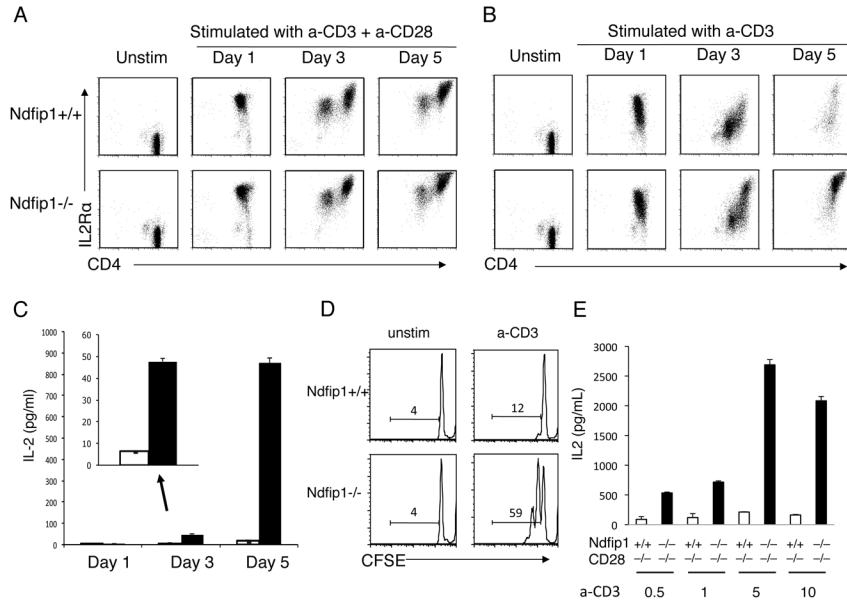 A
Stimulated with a-CD3 + a-CD28
Unstim Day 1 Day 3 Day 5
Ndfip1+/+
Ndfip1-/-
IL2Rα
CD4
B
Stimulated with a-CD3
Unstim Day 1 Day 3 Day 5
CD4
C
IL-2 (pg/ml)
1000
900
800
700
600
500
400
300
200
100
0
60
50
40
30
20
10
0
Day 1 Day 3 Day 5
D
unstim a-CD3
Ndfip1+/+
4 12
Ndfip1-/-
4 59
CFSE
E
IL2 (pg/mL)
3000
2500
2000
1500
1000
500
0
Ndfip1 +/+ –/– +/+ –/– +/+ –/– +/+ –/–
CD28 –/– –/– –/– –/– –/– –/– –/– –/–
a-CD3 0.5 1 5 10